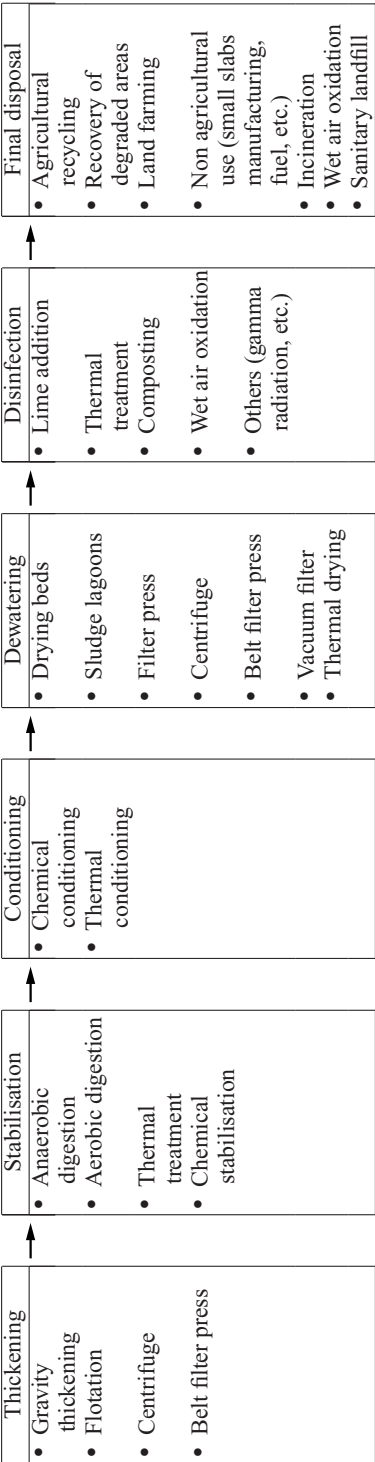 Thickening
• Gravity
thickening
• Flotation
• Centrifuge
• Belt filter press
Stabilisation
• Anaerobic
digestion
• Aerobic digestion
• Thermal
treatment
• Chemical
stabilisation
Conditioning
• Chemical
conditioning
• Thermal
conditioning
Dewatering
• Drying beds
• Sludge lagoons
• Filter press
• Centrifuge
• Belt filter press
• Vacuum filter
• Thermal drying
Disinfection
• Lime addition
• Thermal
treatment
• Composting
• Wet air oxidation
• Others (gamma
radiation, etc.)
Final disposal
• Agricultural
recycling
• Recovery of
degraded areas
• Land farming
• Non agricultural
use (small slabs
manufacturing,
fuel, etc.)
• Incineration
• Wet air oxidation
• Sanitary landfill